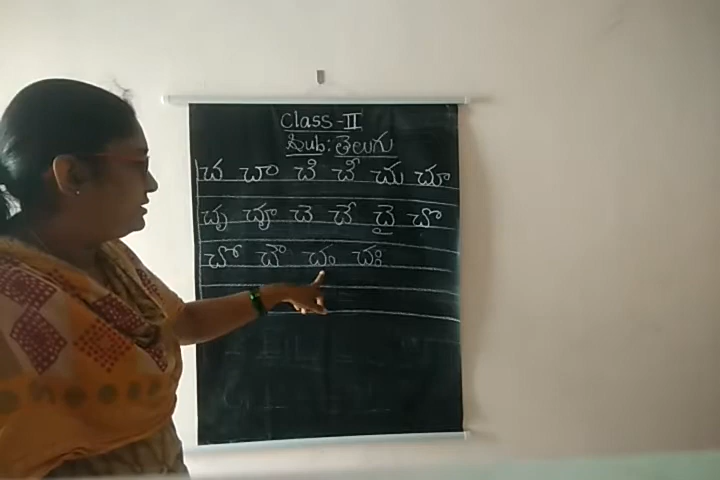 Class - II
Sub: తెలుగు
చ చా చి చీ చు చూ
చృ చౄ చె చే చై చొ
చో చౌ చం చః